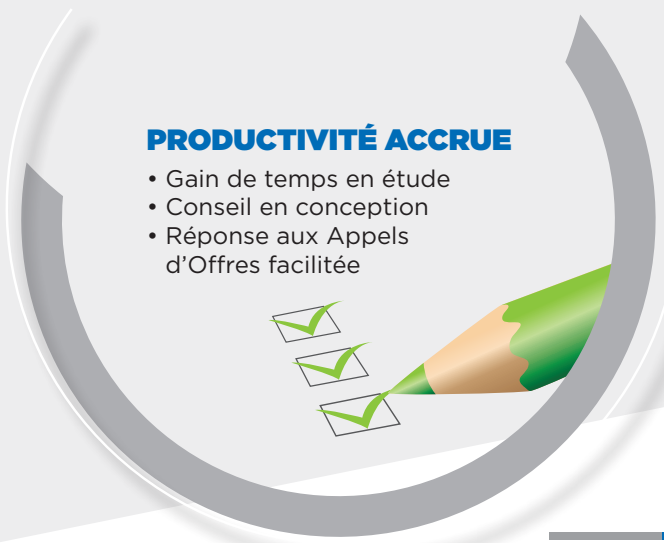 PRODUCTIVITÉ ACCRUE
• Gain de temps en étude
• Conseil en conception
• Réponse aux Appels
d’Offres facilitée